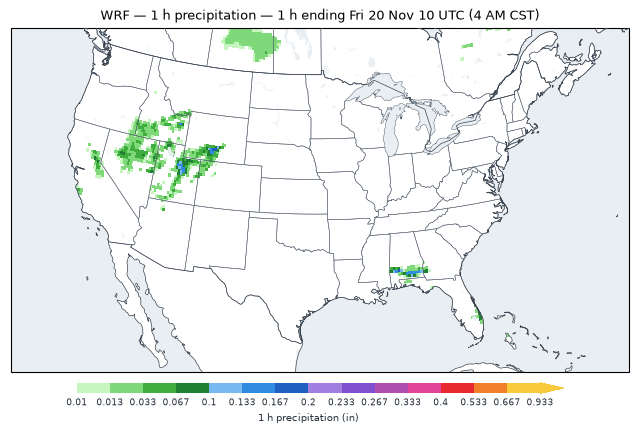 WRF — 1 h precipitation — 1 h ending Fri 20 Nov 10 UTC (4 AM CST)
0.01 0.013 0.033 0.067 0.1 0.133 0.167 0.2 0.233 0.267 0.333 0.4 0.533 0.667 0.933
1 h precipitation (in)